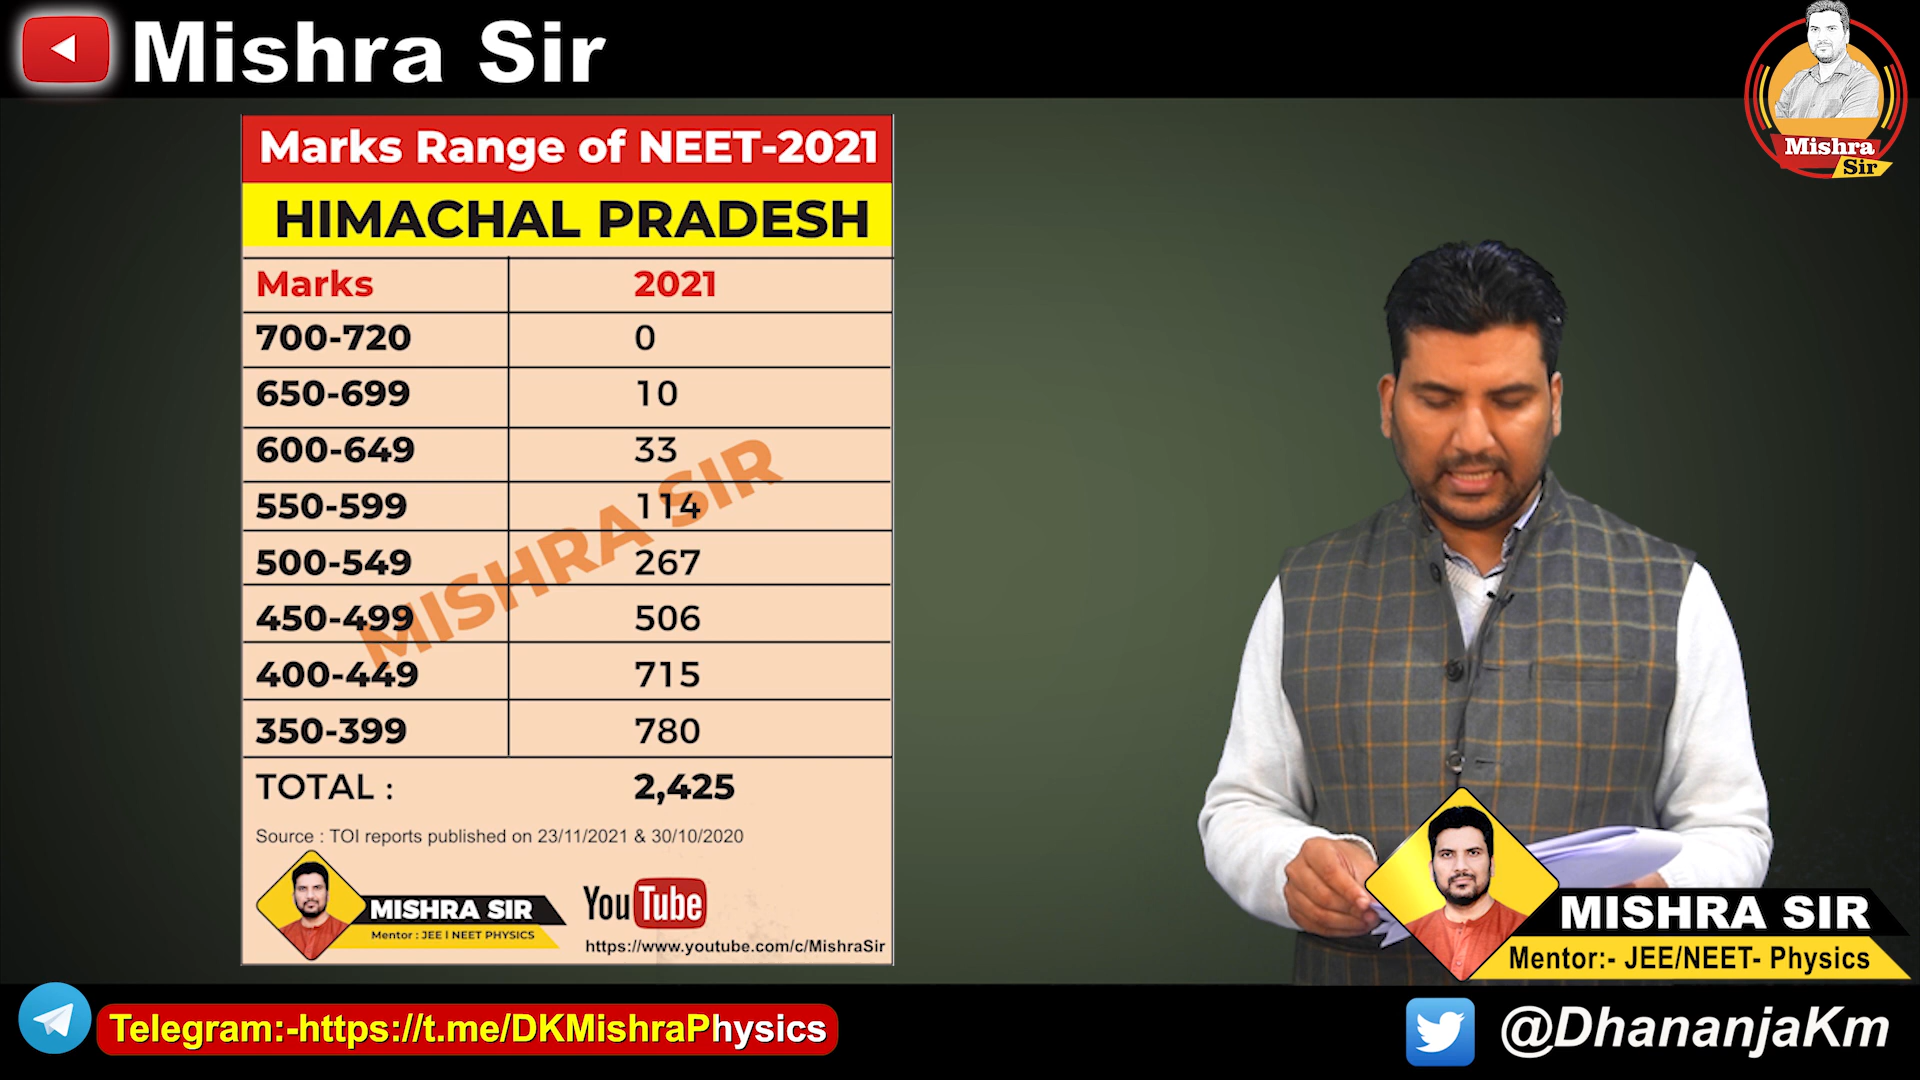 Mishra Sir
Mishra
Sir
Marks Range of NEET-2021
HIMACHAL PRADESH
Marks 2021
700-720 0
650-699 10
600-649 33
550-599 114
500-549 267
450-499 506
400-449 715
350-399 780
MISHRA SIR
TOTAL : 2,425
Source : TOI reports published on 23/11/2021 & 30/10/2020
MISHRA SIR
Mentor : JEE I NEET PHYSICS
YouTube
https://www.youtube.com/c/MishraSir
MISHRA SIR
Mentor:- JEE/NEET- Physics
Telegram:-https://t.me/DKMishraPhysics
@DhananjaKm